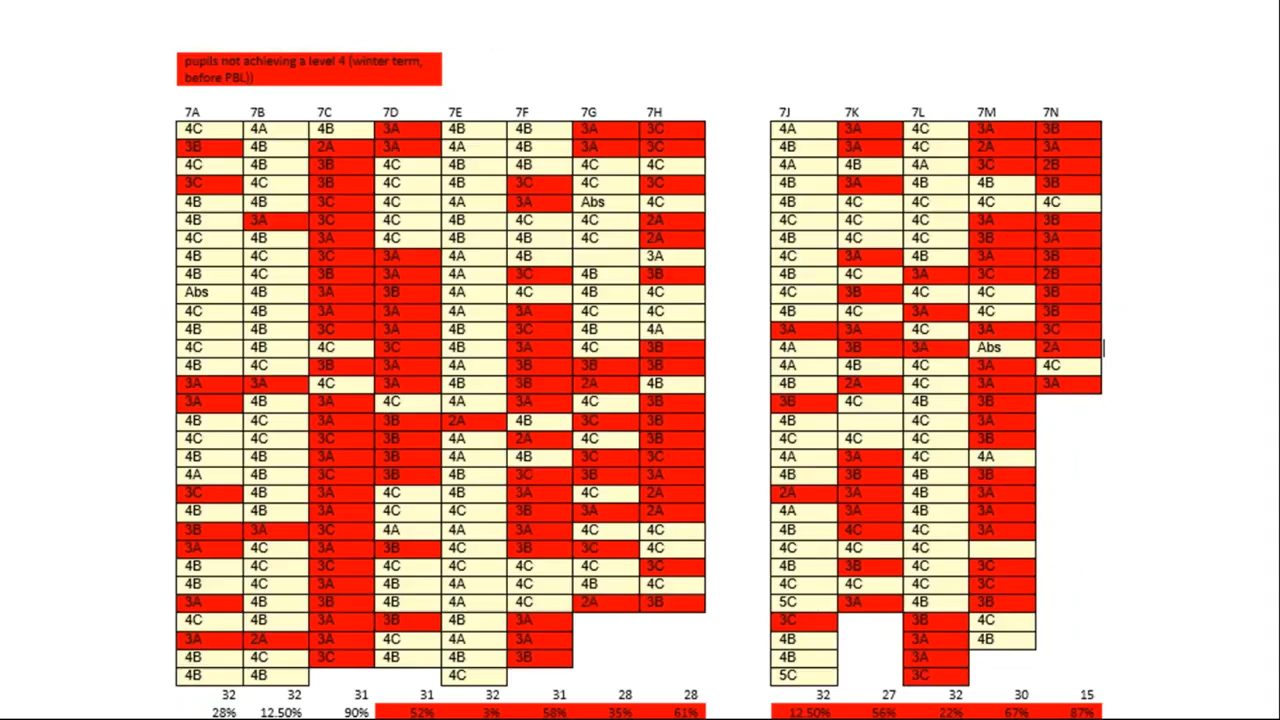 pupils not achieving a level 4 (winter term,
before PBL))
7A 7B 7C 7D 7E 7F 7G 7H 7J 7K 7L 7M 7N
4C 4A 4B 3A 4B 4B 3A 3C 4A 3A 4C 3A 3B
3B 4B 2A 3A 4A 4B 3A 3C 4B 3A 4C 2A 3A
4C 4B 3B 4C 4B 4B 4C 4C 4A 4B 4A 3C 2B
3C 4C 3B 4C 4B 3C 4C 3C 4B 3A 4B 4B 3B
4B 4B 3C 4C 4A 3A Abs 4C 4B 4C 4C 4C 4C
4B 3A 3C 4C 4B 4C 4C 2A 4C 4C 4C 4C 3B
4C 4B 3A 4C 4B 4B 4C 2A 4B 4C 4C 3B 3A
4B 4C 3C 3A 4A 4B 3A 4C 3A 4B 3A 3B
4B 4C 3B 3A 4A 3C 4B 3B 4B 4C 3A 3C 2B
Abs 4B 3A 3B 4A 4C 4B 4C 4C 3B 4C 4C 3B
4C 4B 3A 3A 4B 3A 4C 4C 4B 4C 3A 4C 3B
4B 4B 3C 3A 4B 3C 4B 4A 3A 3A 4C 3A 3C
4C 4B 4C 3C 4B 3A 4C 3B 4A 3B 3A Abs 2A
4B 4C 3B 3A 4A 3B 3B 3B 4A 4B 4C 3A 4C
3A 3A 4C 3A 4B 3B 2A 4B 4B 2A 4C 3A 3A
3A 4B 3A 4C 4A 3A 4C 3B 3B 4C 4B 3B
4B 4C 3A 3B 2A 4B 3C 3B 4B 4C 3A
4C 4C 3C 3B 4A 2A 4C 3B 4C 4C 4C 3B
4B 4B 3A 3B 4A 4B 3B 3C 4A 3A 4B 4A
4A 4B 3C 3B 4B 3C 3B 3A 4B 3A 4C 3B
3C 4B 3A 4C 4B 3A 4C 2A 2A 3A 4B 3A
4B 4B 3A 4C 4C 3B 3A 2A 4A 3A 4B 3A
3B 3A 3C 4A 4A 3A 4C 4C 4B 4C 4C 3A
3A 4C 3A 3B 4C 3B 3C 4C 4C 4C 4C
4B 4C 3C 4C 4C 4C 4C 3C 4B 3B 4C 3C
4B 4C 3A 4C 4A 4C 4B 4C 4C 4C 4C 3C
3A 4B 3B 4B 4A 4C 2A 3B 5C 3A 4B 3B
4C 4B 3A 3B 4B 3A 3C 3B 4C
3A 2A 3A 4C 4A 3A 4B 3A 4B
4B 4C 3C 4B 4B 3B 4B 3A
4B 4B 4C 5C 3C
32 32 31 31 32 31 28 28 32 27 32 30 15
28% 12.50% 90% 52% 3% 58% 35% 61% 12.50% 56% 22% 67% 87%